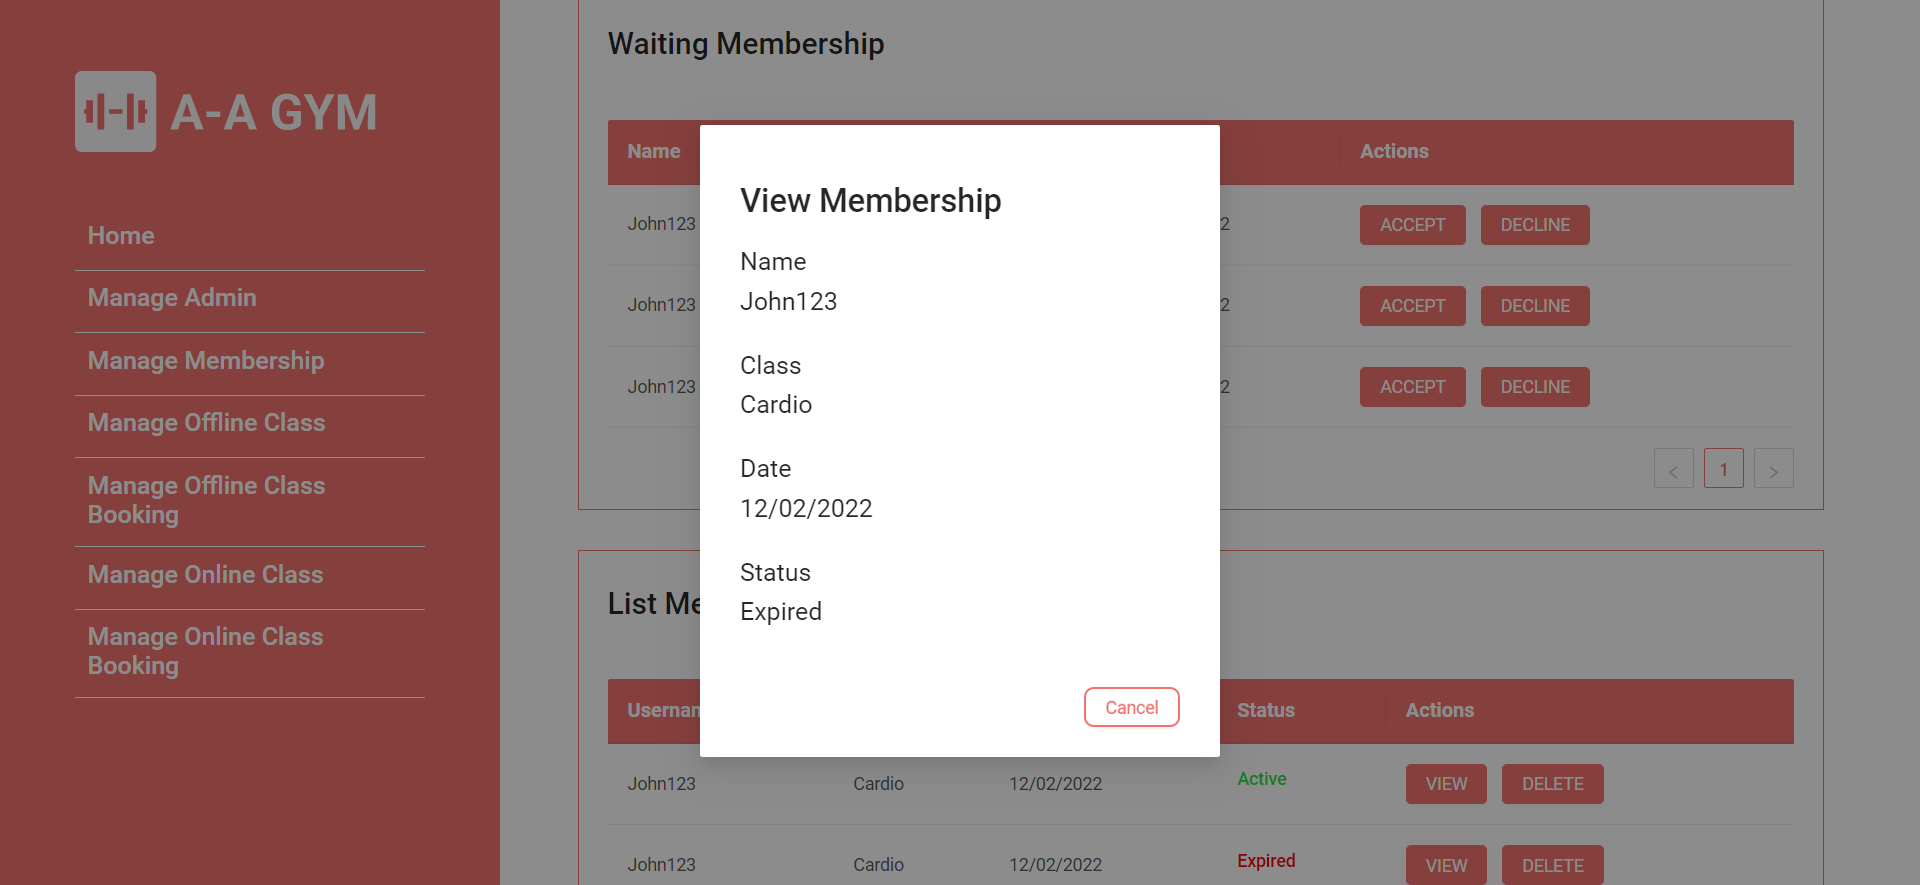 A-A GYM
Home
Manage Admin
Manage Membership
Manage Offline Class
Manage Offline Class
Booking
Manage Online Class
Manage Online Class
Booking
Waiting Membership
Name Actions
John123 2 ACCEPT DECLINE
John123 2 ACCEPT DECLINE
John123 2 ACCEPT DECLINE
< 1 >
View Membership
Name
John123
Class
Cardio
Date
12/02/2022
Status
Expired
Cancel
List Me
Usernam Status Actions
John123 Cardio 12/02/2022 Active VIEW DELETE
John123 Cardio 12/02/2022 Expired VIEW DELETE